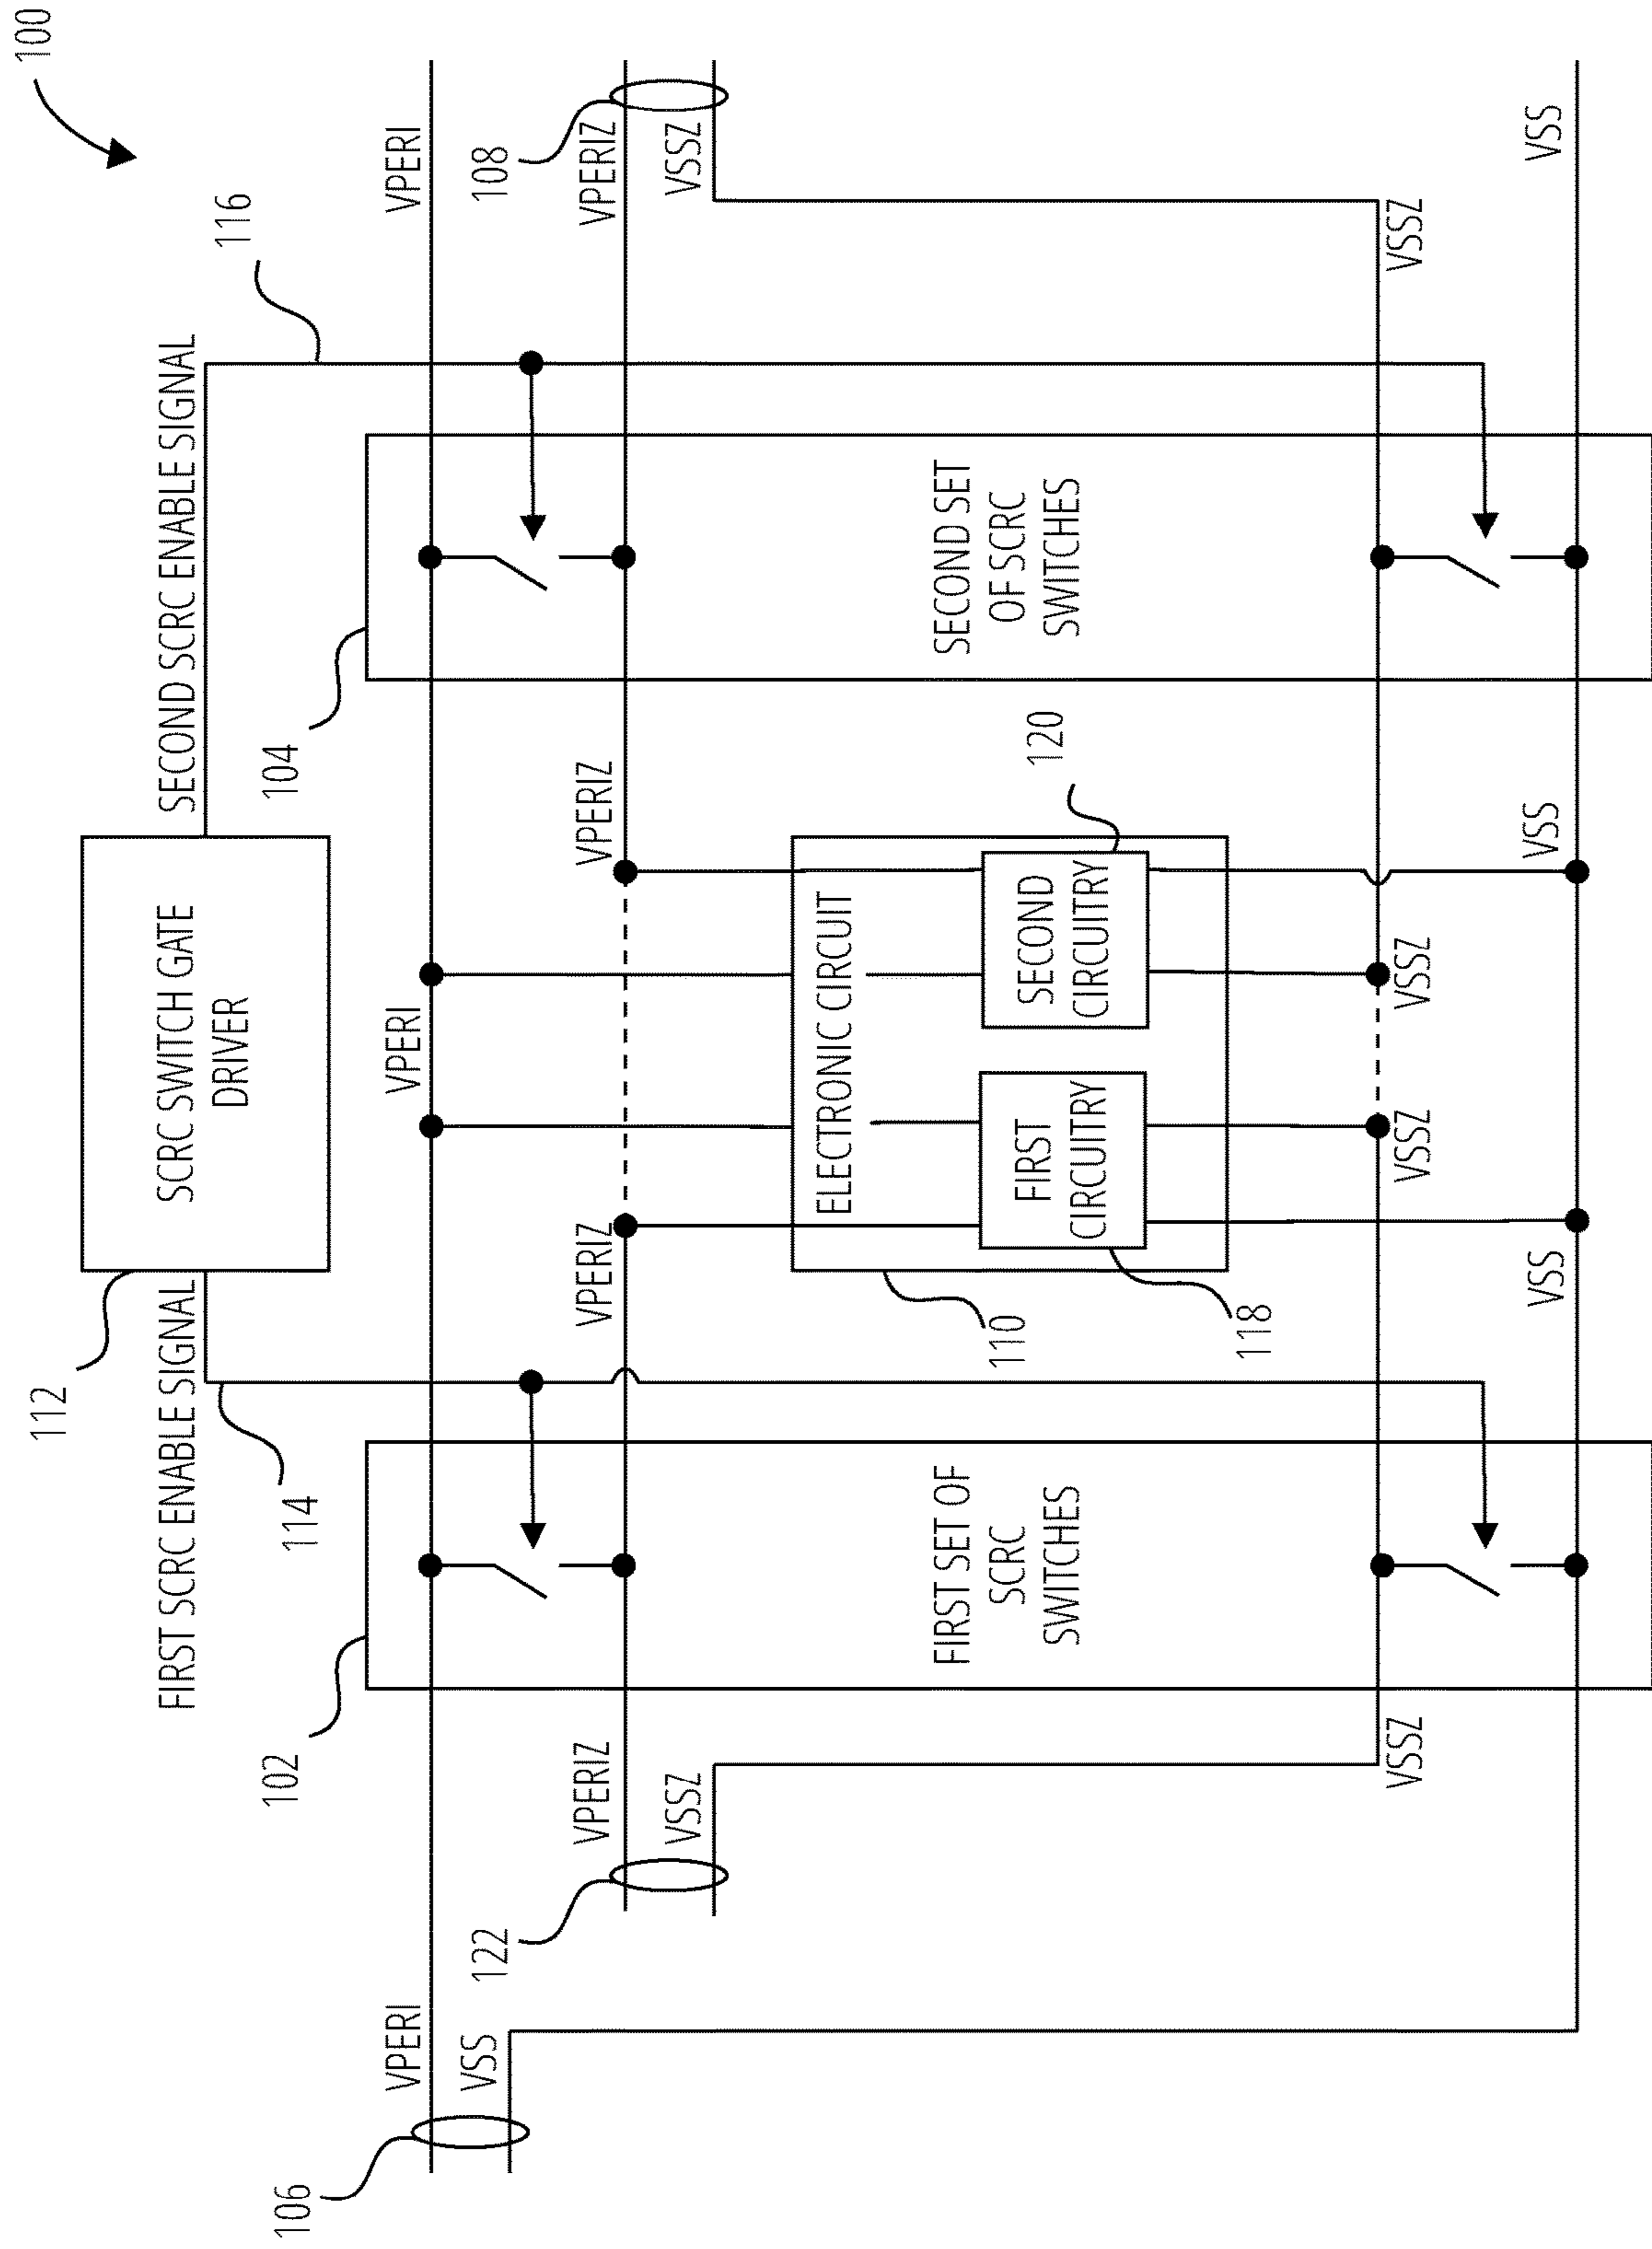 100
SCRC SWITCH GATE
DRIVER
112
FIRST SCRC ENABLE SIGNAL
SECOND SCRC ENABLE SIGNAL
114
116
102
104
106
VPERI
VSS
VPERI
VPERI
122
VPERIZ
VSSZ
VPERIZ
VPERIZ
108
VPERIZ
VSSZ
ELECTRONIC CIRCUIT
FIRST SET OF
SCRC
SWITCHES
110
FIRST
CIRCUITRY
SECOND
CIRCUITRY
120
SECOND SET
OF SCRC
SWITCHES
118
VSSZ
VSSZ
VSSZ
VSSZ
VSS
VSS
VSS